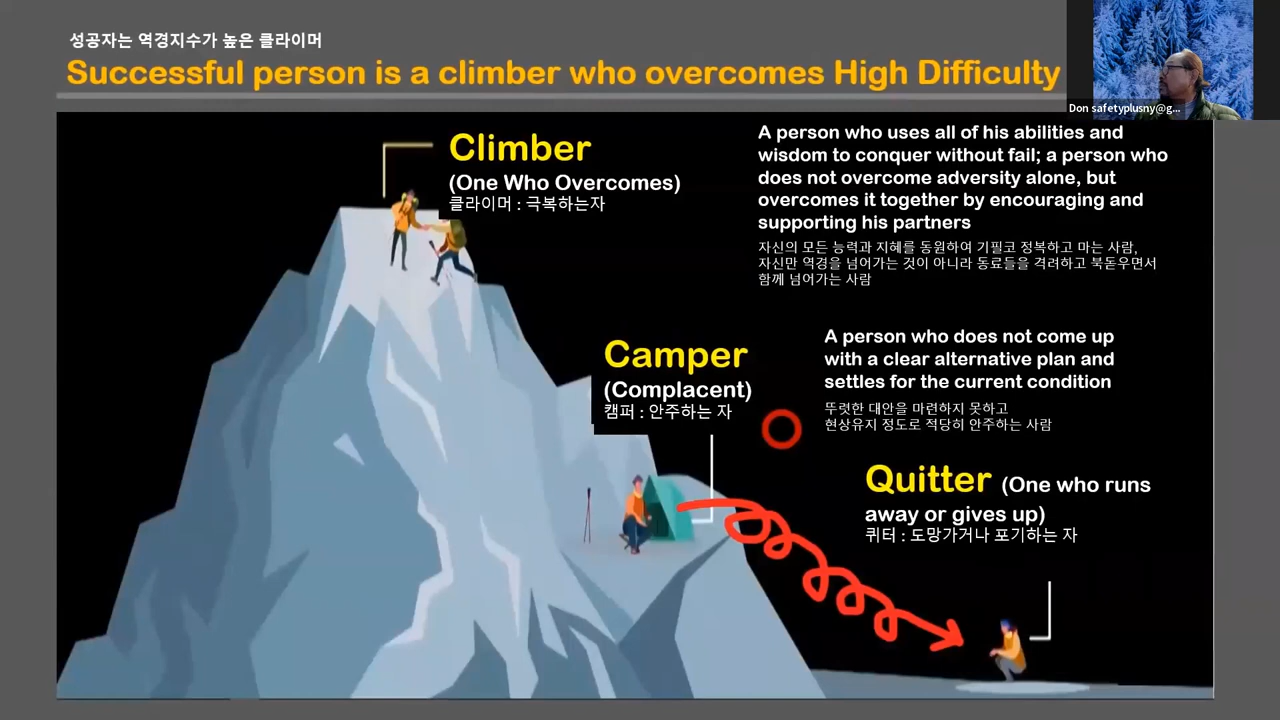 성공자는 역경지수가 높은 클라이머
Successful person is a climber who overcomes High Difficulty
Don safetyplusny@g...
Climber
(One Who Overcomes)
클라이머 : 극복하는자
A person who uses all of his abilities and
wisdom to conquer without fail; a person who
does not overcome adversity alone, but
overcomes it together by encouraging and
supporting his partners
자신의 모든 능력과 지혜를 동원하여 기필코 정복하고 마는 사람,
자신만 역경을 넘어가는 것이 아니라 동료들을 격려하고 북돋우면서
함께 넘어가는 사람
Camper
(Complacent)
캠퍼 : 안주하는 자
A person who does not come up
with a clear alternative plan and
settles for the current condition
뚜렷한 대안을 마련하지 못하고
현상유지 정도로 적당히 안주하는 사람
Quitter (One who runs
away or gives up)
퀴터 : 도망가거나 포기하는 자